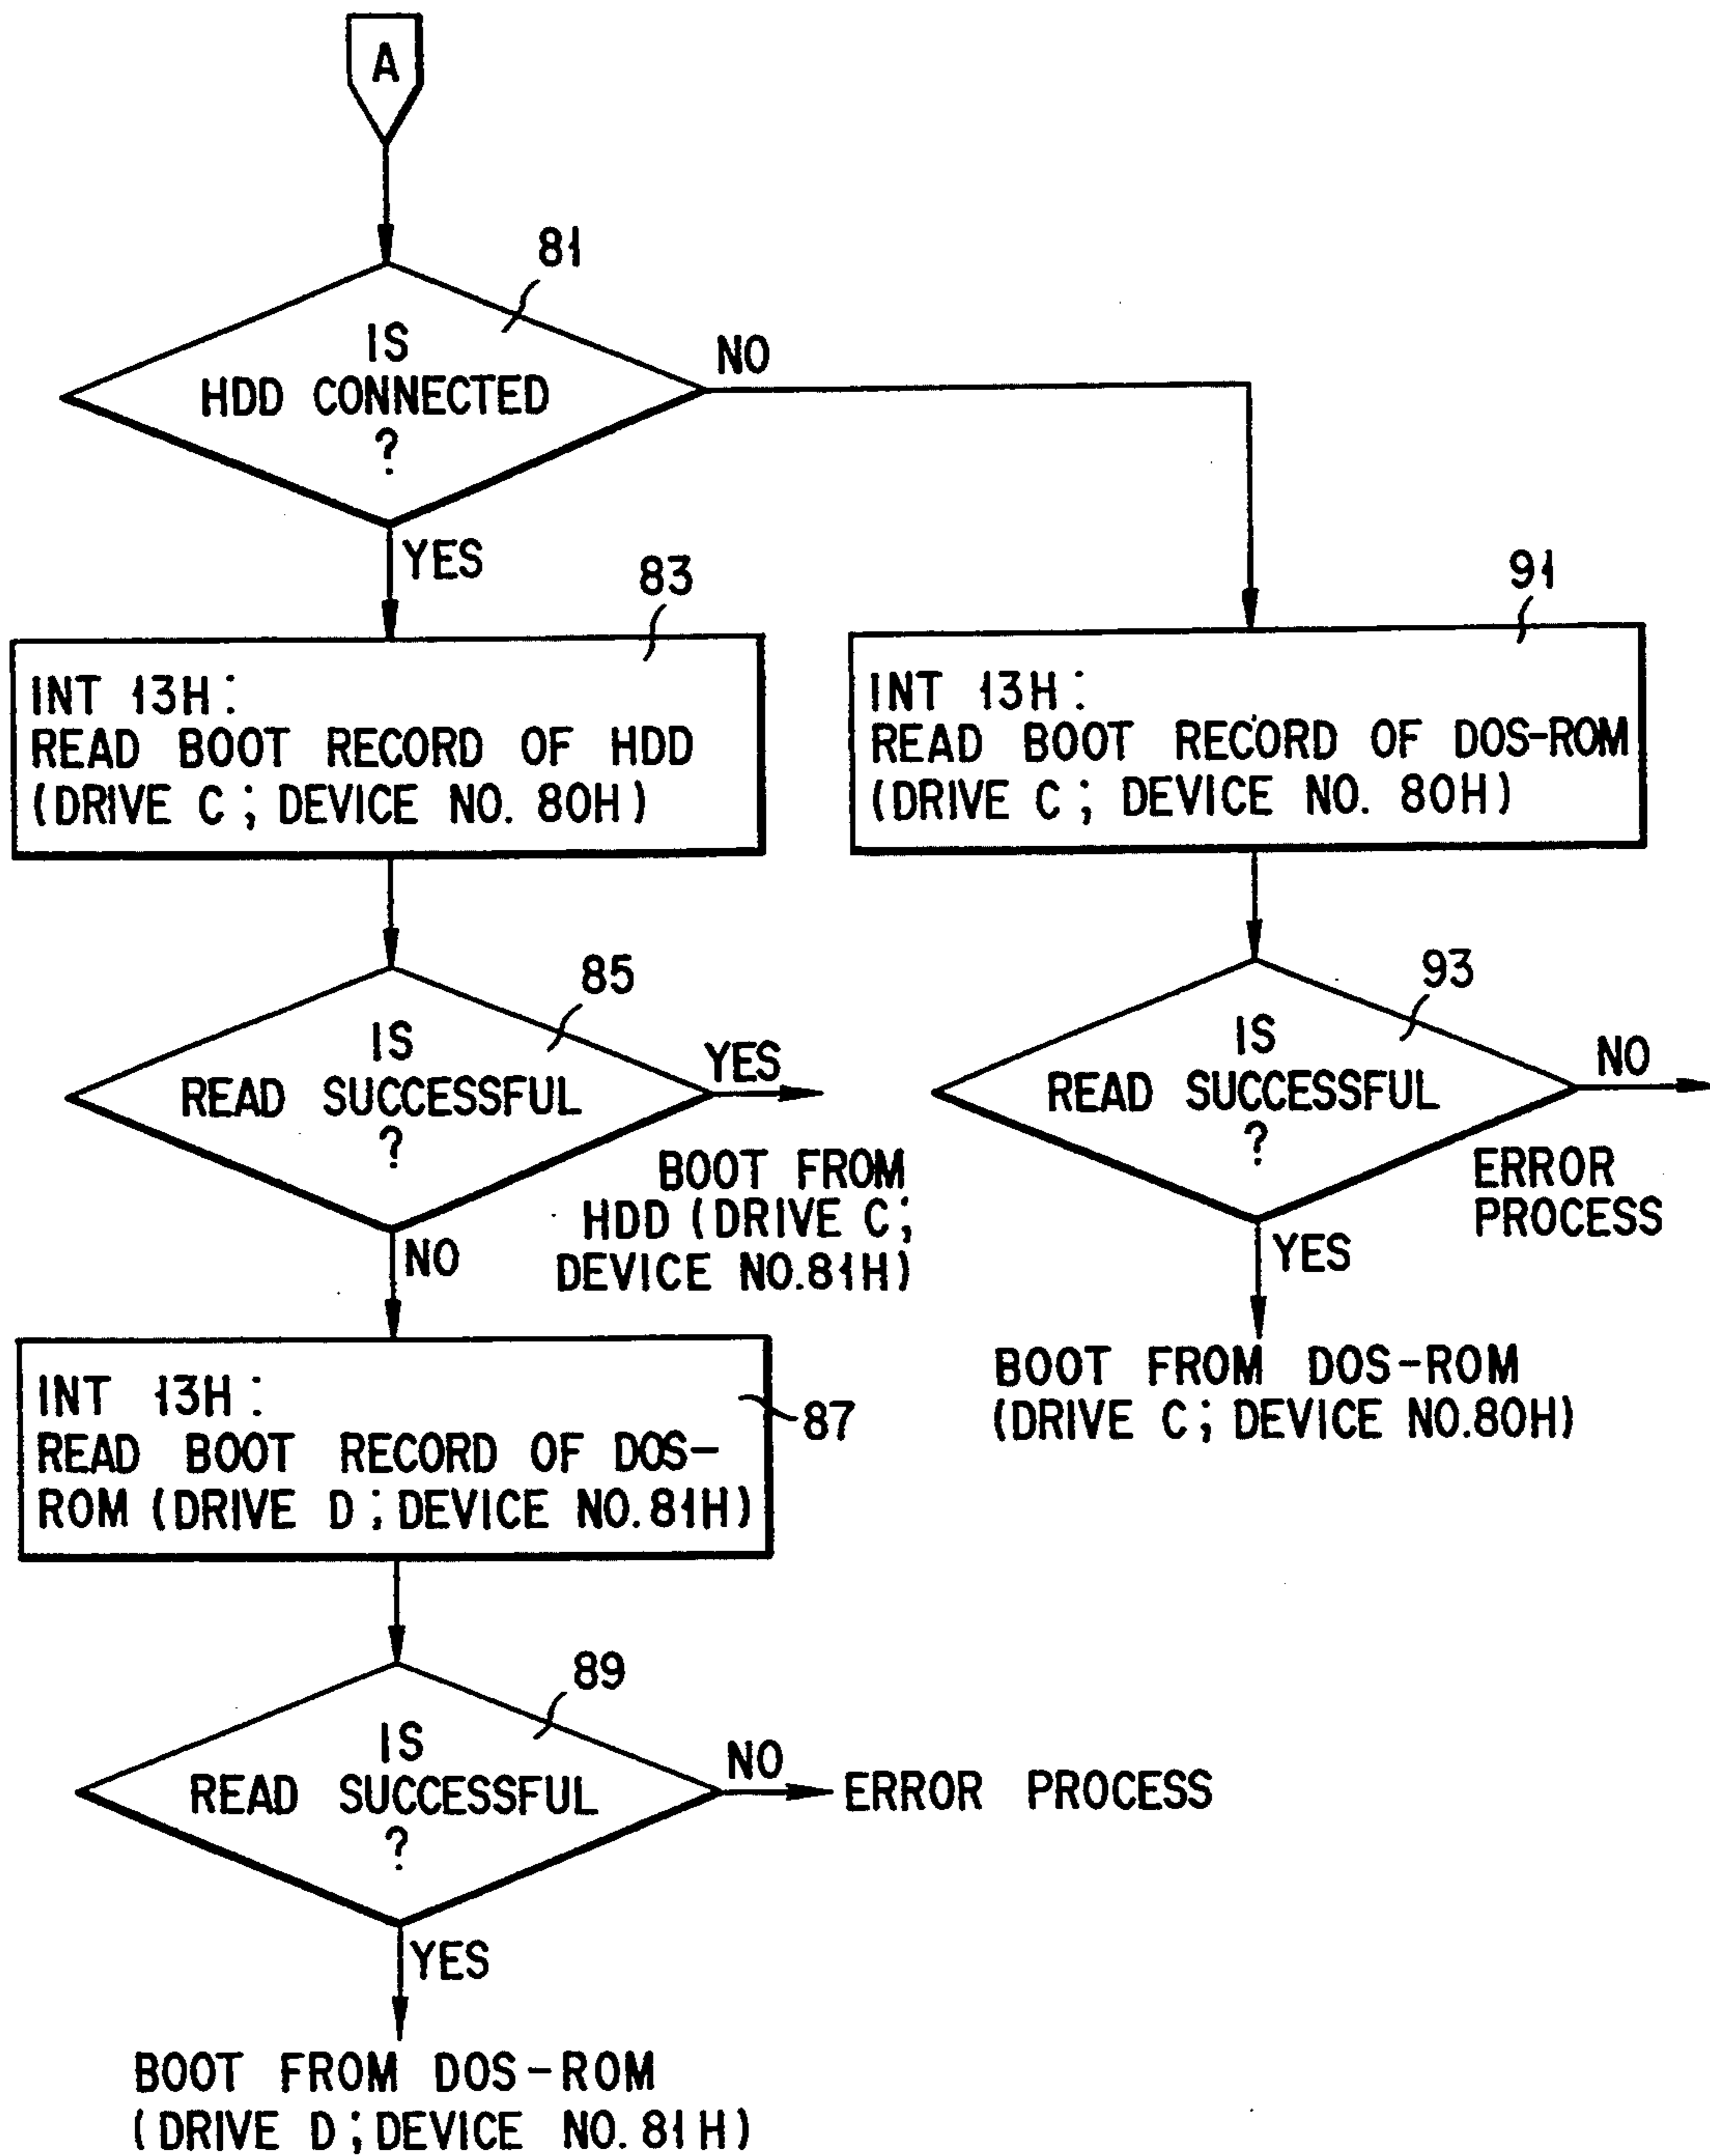 A
81
IS
HDD CONNECTED
?
NO
YES
83
INT 13H:
READ BOOT RECORD OF HDD
(DRIVE C; DEVICE NO. 80H)
91
INT 13H:
READ BOOT RECORD OF DOS-ROM
(DRIVE C; DEVICE NO. 80H)
85
IS
READ SUCCESSFUL
?
YES
BOOT FROM
HDD (DRIVE C;
DEVICE NO.81H)
NO
93
IS
READ SUCCESSFUL
?
NO
ERROR
PROCESS
YES
BOOT FROM DOS-ROM
(DRIVE C; DEVICE NO.80H)
INT 13H:
READ BOOT RECORD OF DOS-
ROM (DRIVE D; DEVICE NO.81H)
87
89
IS
READ SUCCESSFUL
?
NO
ERROR PROCESS
YES
BOOT FROM DOS-ROM
(DRIVE D; DEVICE NO. 81H)